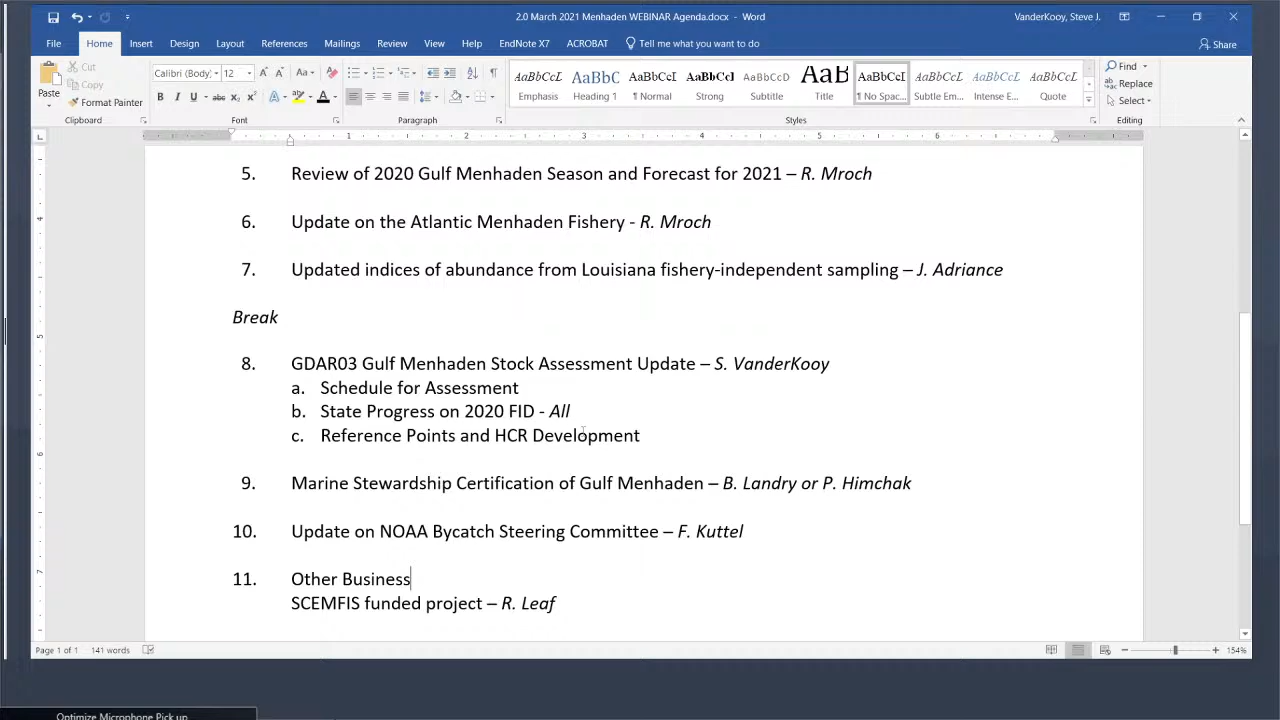 2.0 March 2021 Menhaden WEBINAR Agenda.docx - Word
VanderKooy, Steve J.
File Home Insert Design Layout References Mailings Review View Help EndNote X7 ACROBAT Tell me what you want to do Share
Paste
Cut
Copy
Format Painter
Clipboard
Calibri (Body) 12
Font
Paragraph
AaBbCcL AaBbC AaBbCcI AaBbCcI AaBbCcD AaB AaBbCcL AaBbCcL AaBbCcL AaBbCcL
Emphasis Heading 1 ¶ Normal Strong Subtitle Title ¶ No Spac... Subtle Em... Intense E... Quote
Styles
Find
Replace
Select
Editing
1 2 3 4 5 6
5. Review of 2020 Gulf Menhaden Season and Forecast for 2021 – R. Mroch
6. Update on the Atlantic Menhaden Fishery - R. Mroch
7. Updated indices of abundance from Louisiana fishery-independent sampling – J. Adriance
Break
8. GDAR03 Gulf Menhaden Stock Assessment Update – S. VanderKooy
a. Schedule for Assessment
b. State Progress on 2020 FID - All
c. Reference Points and HCR Development
9. Marine Stewardship Certification of Gulf Menhaden – B. Landry or P. Himchak
10. Update on NOAA Bycatch Steering Committee – F. Kuttel
11. Other Business
SCEMFIS funded project – R. Leaf
Page 1 of 1 141 words
154%
Optimize Microphone Pick up